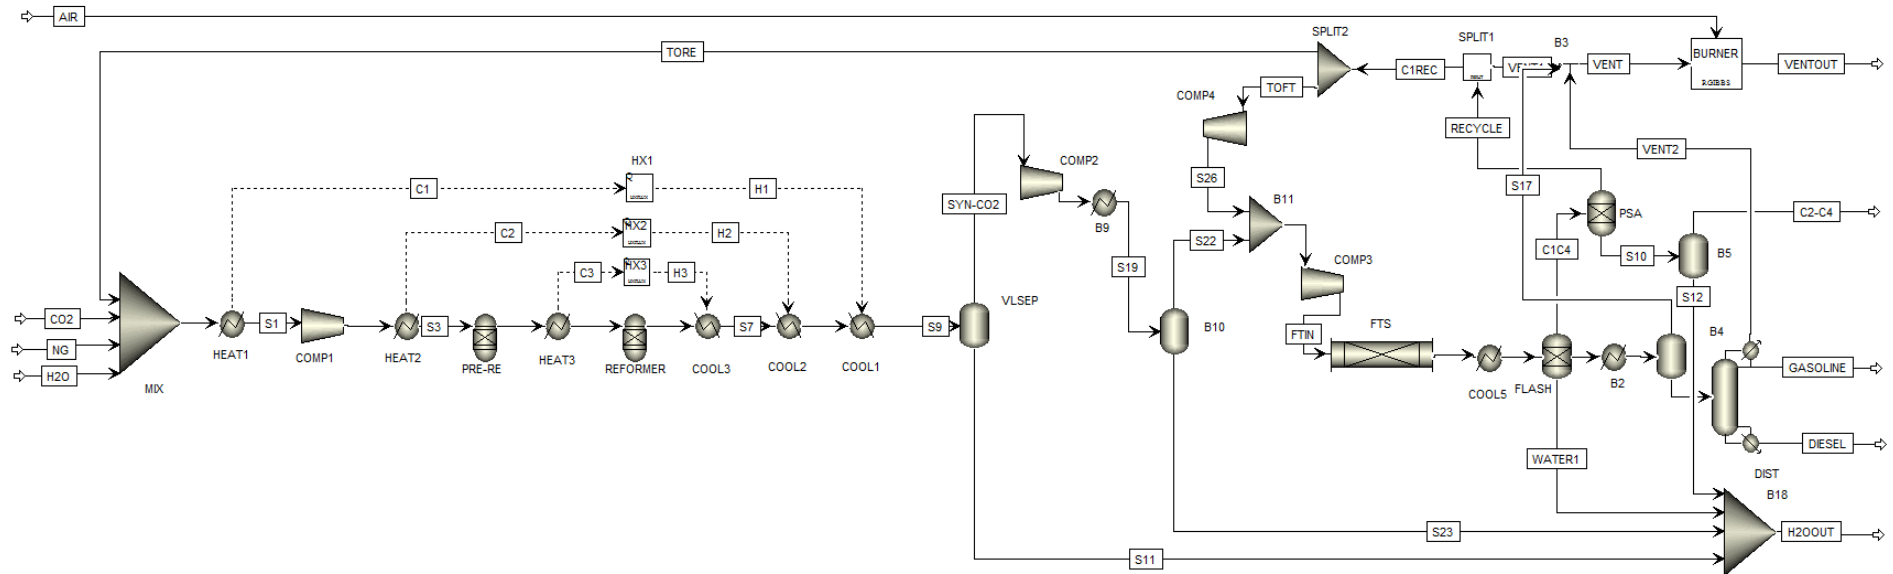 AIR
SPLIT2
SPLIT1
B3
BURNER
RGIBBS
TORE
C1REC
VENT
VENTOUT
TOFT
COMP4
RECYCLE
VENT2
HX1
COMP2
C1
Q
H1
S26
S17
SYN-CO2
B11
PSA
C2-C4
B9
S22
C1C4
S10
B5
C2
Q
HX2
H2
C3
HX3
H3
S19
COMP3
S12
VLSEP
CO2
S1
S3
S7
S9
B10
FTIN
FTS
B4
NG
HEAT1
COMP1
HEAT2
PRE-RE
HEAT3
REFORMER
COOL3
COOL2
COOL1
GASOLINE
H2O
MIX
COOL5
FLASH
B2
DIESEL
WATER1
DIST
B18
S23
H2OOUT
S11